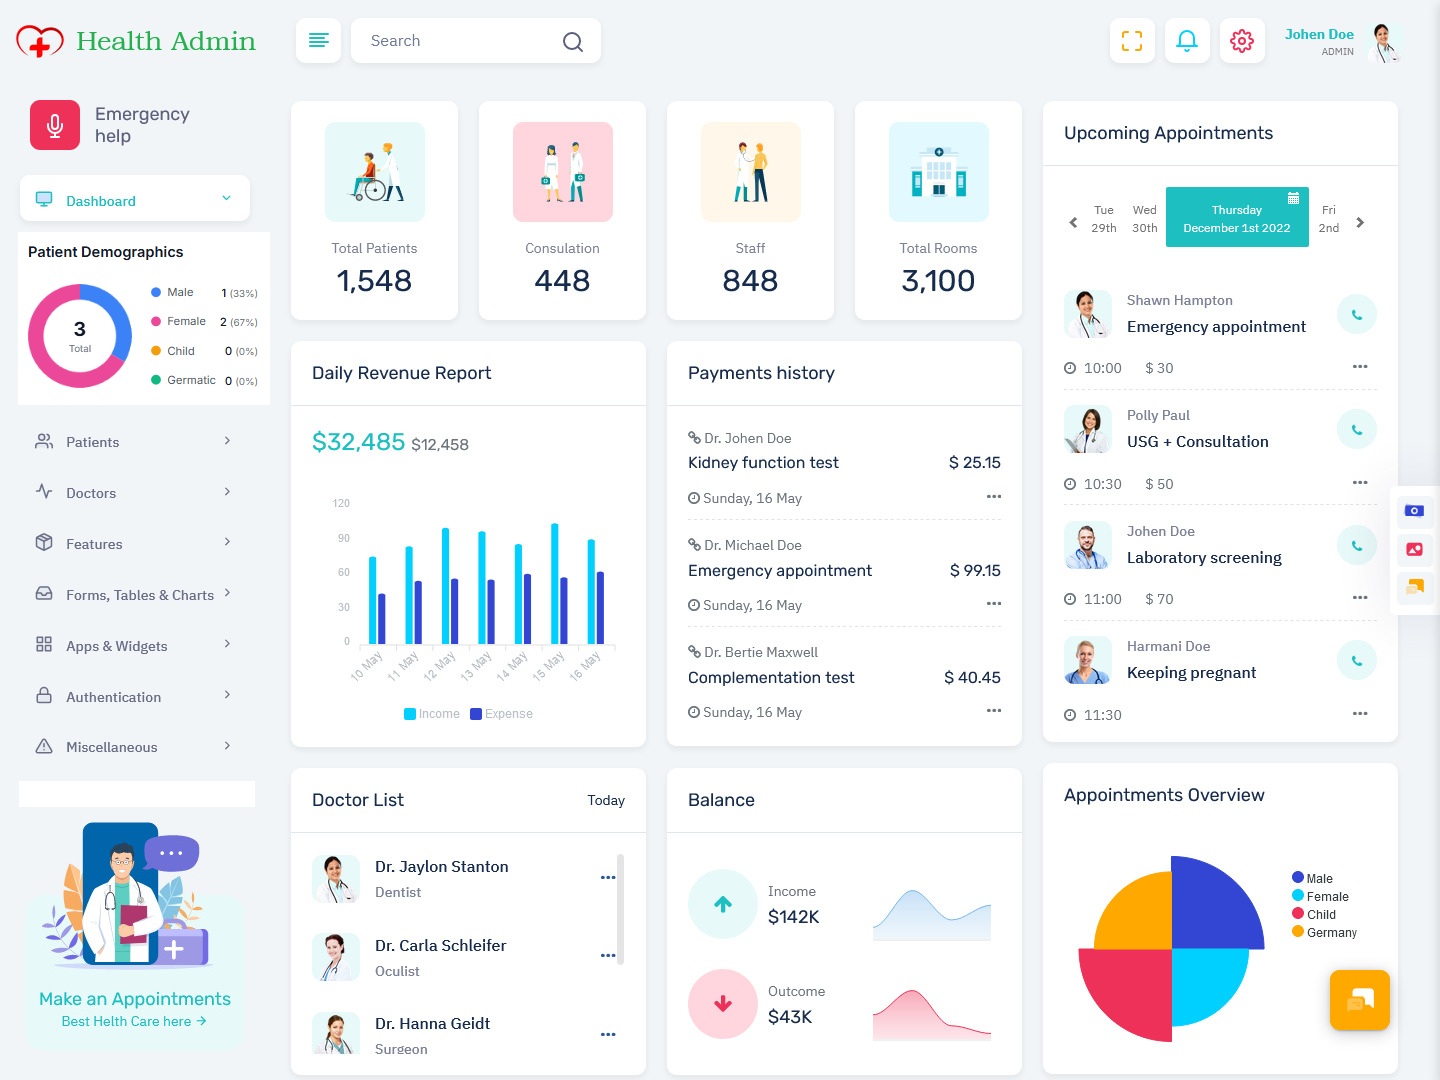 Health Admin
Search
Johen Doe
ADMIN
Emergency
help
Dashboard
Patient Demographics
3
Total
Male 1 (33%)
Female 2 (67%)
Child 0 (0%)
Germatic 0 (0%)
Patients
Doctors
Features
Forms, Tables & Charts
Apps & Widgets
Authentication
Miscellaneous
Make an Appointments
Best Helth Care here →
Total Patients
1,548
Consulation
448
Staff
848
Total Rooms
3,100
Daily Revenue Report
$32,485 $12,458
120
90
60
30
0
10 May
11 May
12 May
13 May
14 May
15 May
16 May
Income Expense
Payments history
Dr. Johen Doe
Kidney function test $ 25.15
Sunday, 16 May
Dr. Michael Doe
Emergency appointment $ 99.15
Sunday, 16 May
Dr. Bertie Maxwell
Complementation test $ 40.45
Sunday, 16 May
Upcoming Appointments
Tue
29th
Wed
30th
Thursday
December 1st 2022
Fri
2nd
Shawn Hampton
Emergency appointment
10:00 $ 30
Polly Paul
USG + Consultation
10:30 $ 50
Johen Doe
Laboratory screening
11:00 $ 70
Harmani Doe
Keeping pregnant
11:30
Doctor List Today
Dr. Jaylon Stanton
Dentist
Dr. Carla Schleifer
Oculist
Dr. Hanna Geidt
Surgeon
Balance
Income
$142K
Outcome
$43K
Appointments Overview
Male
Female
Child
Germany